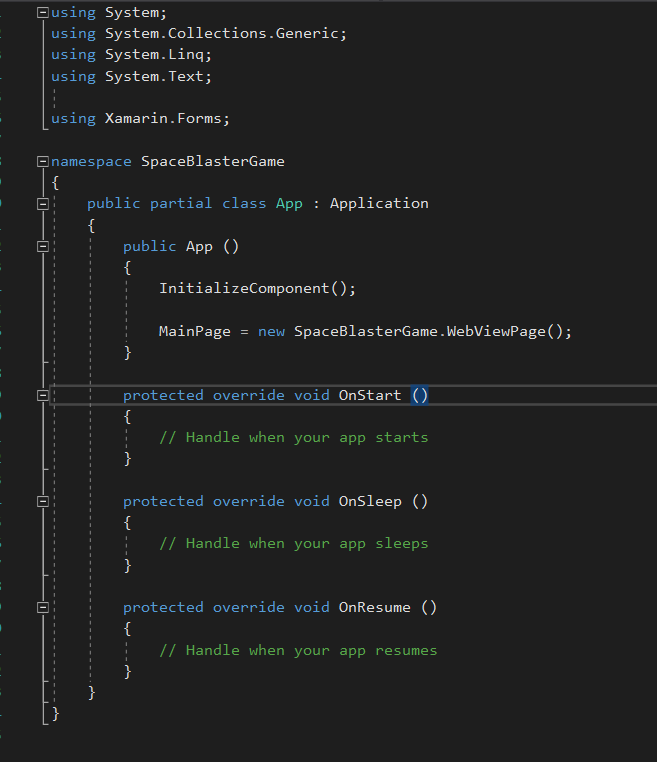 using System;
using System.Collections.Generic;
using System.Linq;
using System.Text;

using Xamarin.Forms;

namespace SpaceBlasterGame
{
    public partial class App : Application
    {
        public App ()
        {
            InitializeComponent();

            MainPage = new SpaceBlasterGame.WebViewPage();
        }

        protected override void OnStart ()
        {
            // Handle when your app starts
        }

        protected override void OnSleep ()
        {
            // Handle when your app sleeps
        }

        protected override void OnResume ()
        {
            // Handle when your app resumes
        }
    }
}